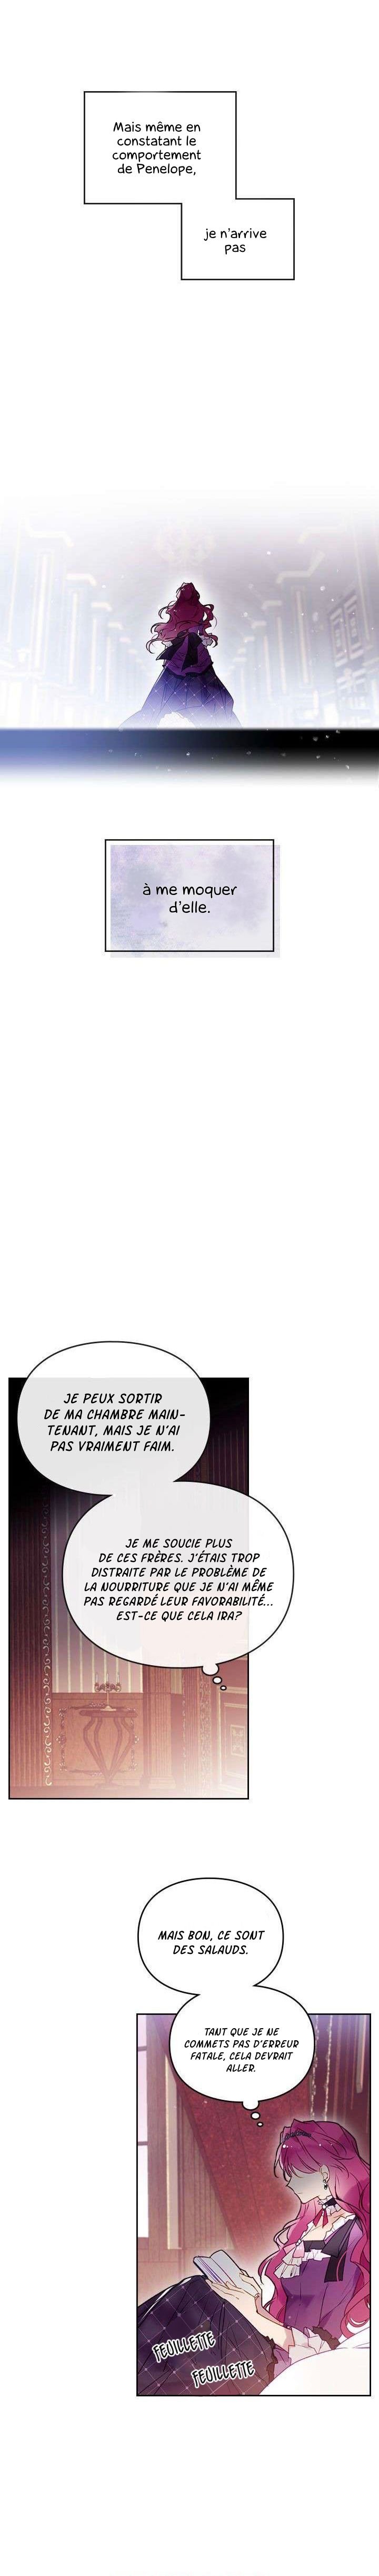 Mais même en
constatant le
comportement
de Penelope,
je n'arrive
pas
à me moquer
d'elle.
JE PEUX SORTIR
DE MA CHAMBRE MAIN-
TENANT, MAIS JE N'AI
PAS VRAIMENT FAIM.
JE ME SOUCIE PLUS
DE CES FRÈRES. J'ÉTAIS TROP
DISTRAITE PAR LE PROBLÈME DE
LA NOURRITURE QUE JE N'AI MÊME
PAS REGARDÉ LEUR FAVORABILITÉ...
EST-CE QUE CELA IRA?
MAIS BON, CE SONT
DES SALAUDS.
TANT QUE JE NE
COMMETS PAS D'ERREUR
FATALE, CELA DEVRAIT
ALLER.
FEUILLETTE
FEUILLETTE